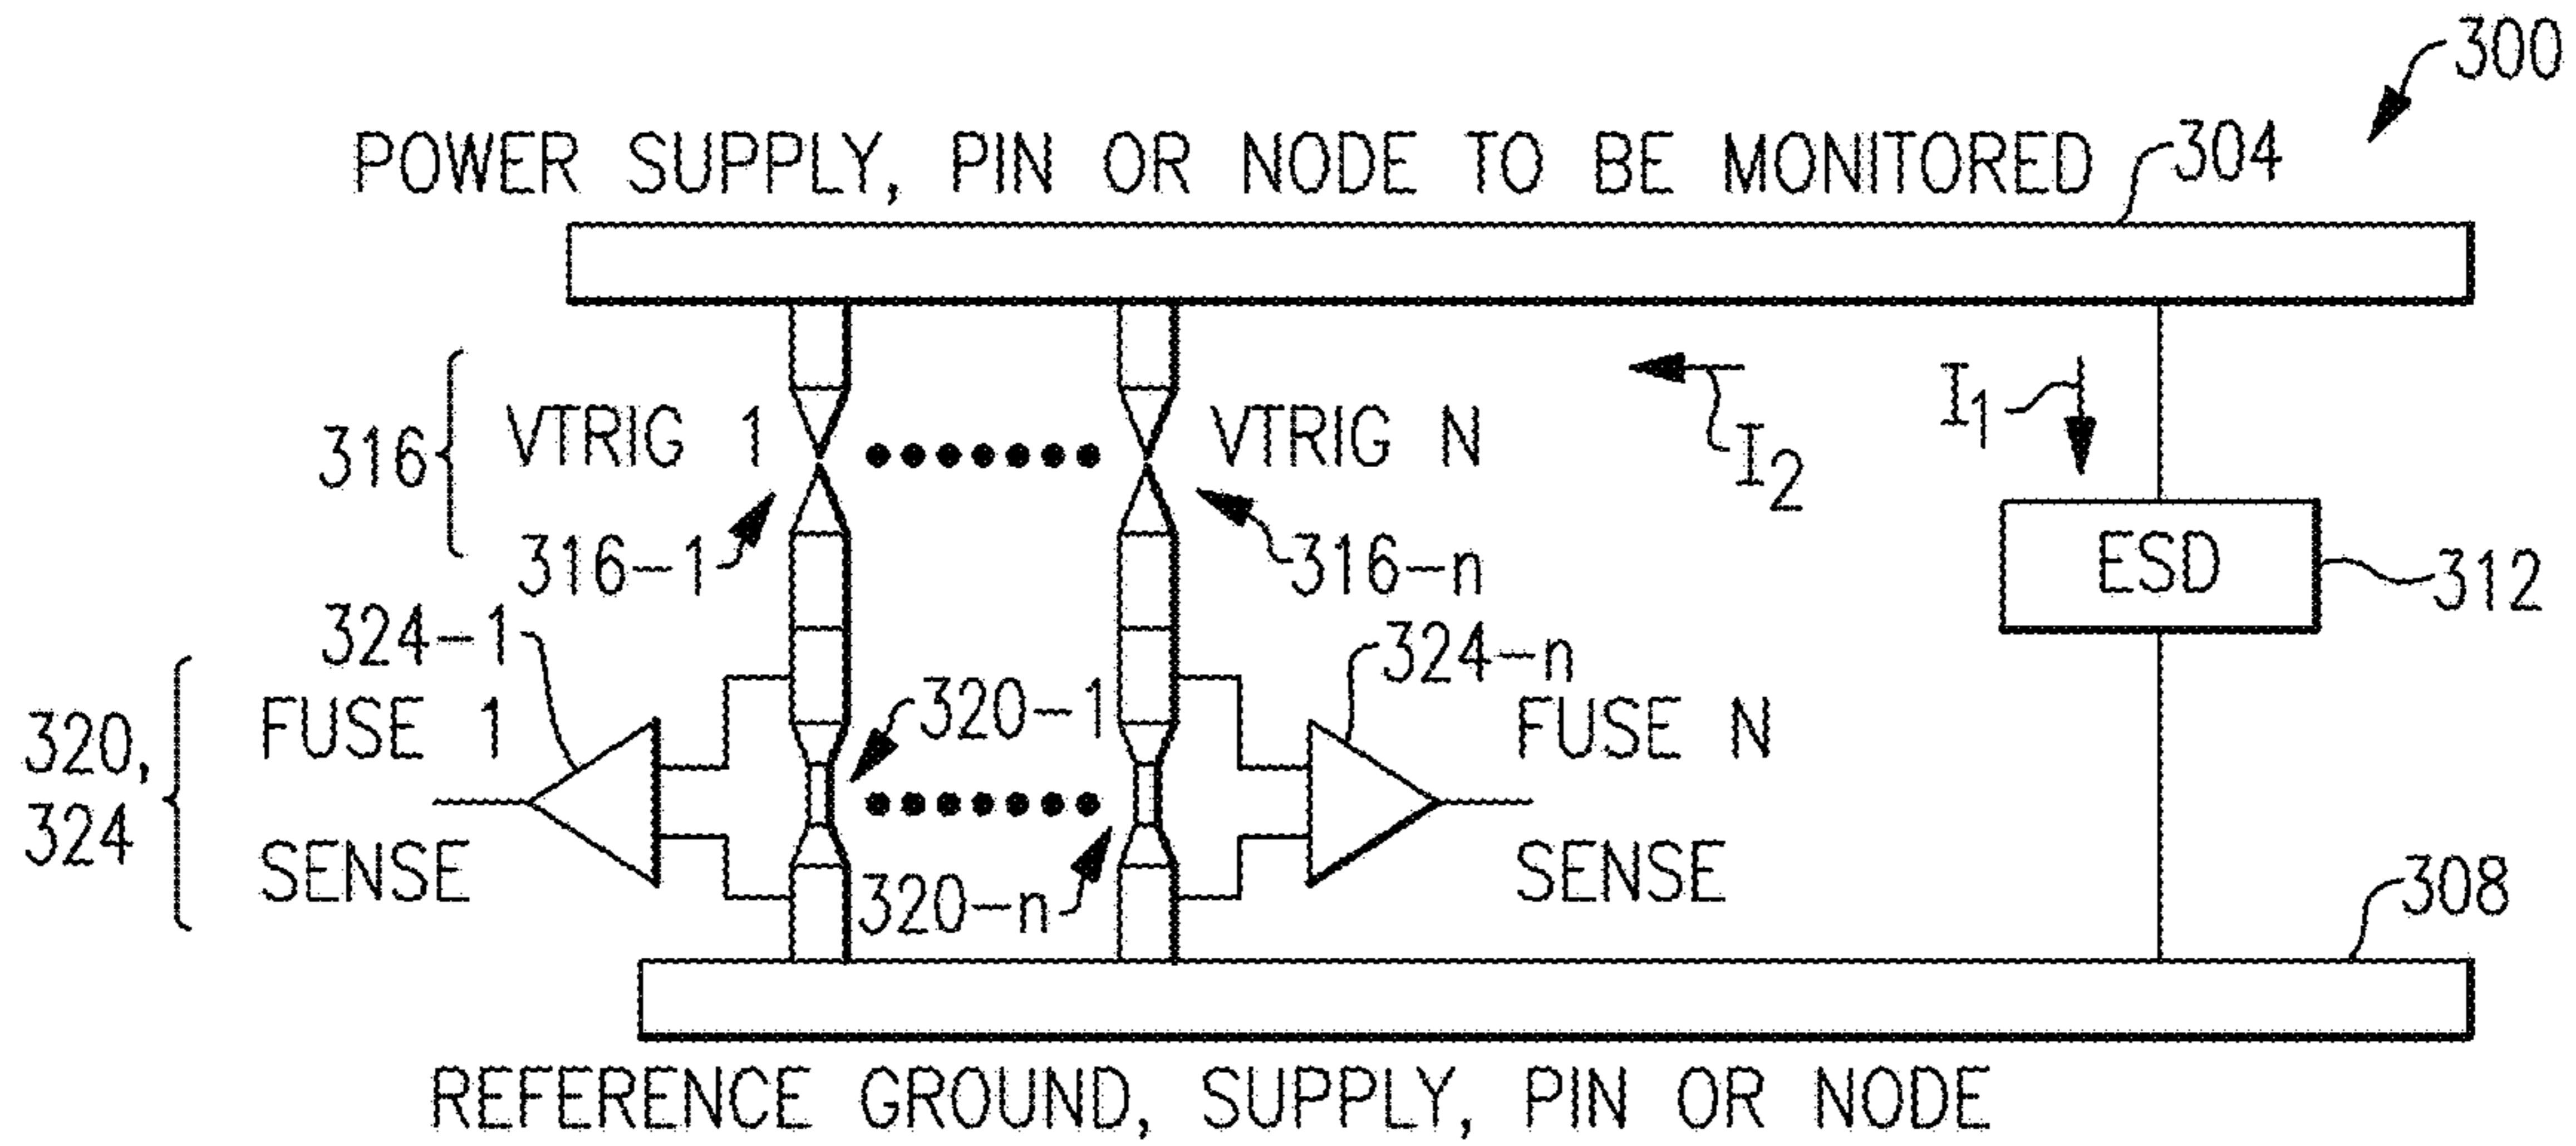 300
POWER SUPPLY, PIN OR NODE TO BE MONITORED
304
316
VTRIG 1
VTRIG N
I2
I1
316-1
316-n
ESD
312
324-1
324-n
320,
324
FUSE 1
SENSE
320-1
320-n
FUSE N
SENSE
308
REFERENCE GROUND, SUPPLY, PIN OR NODE